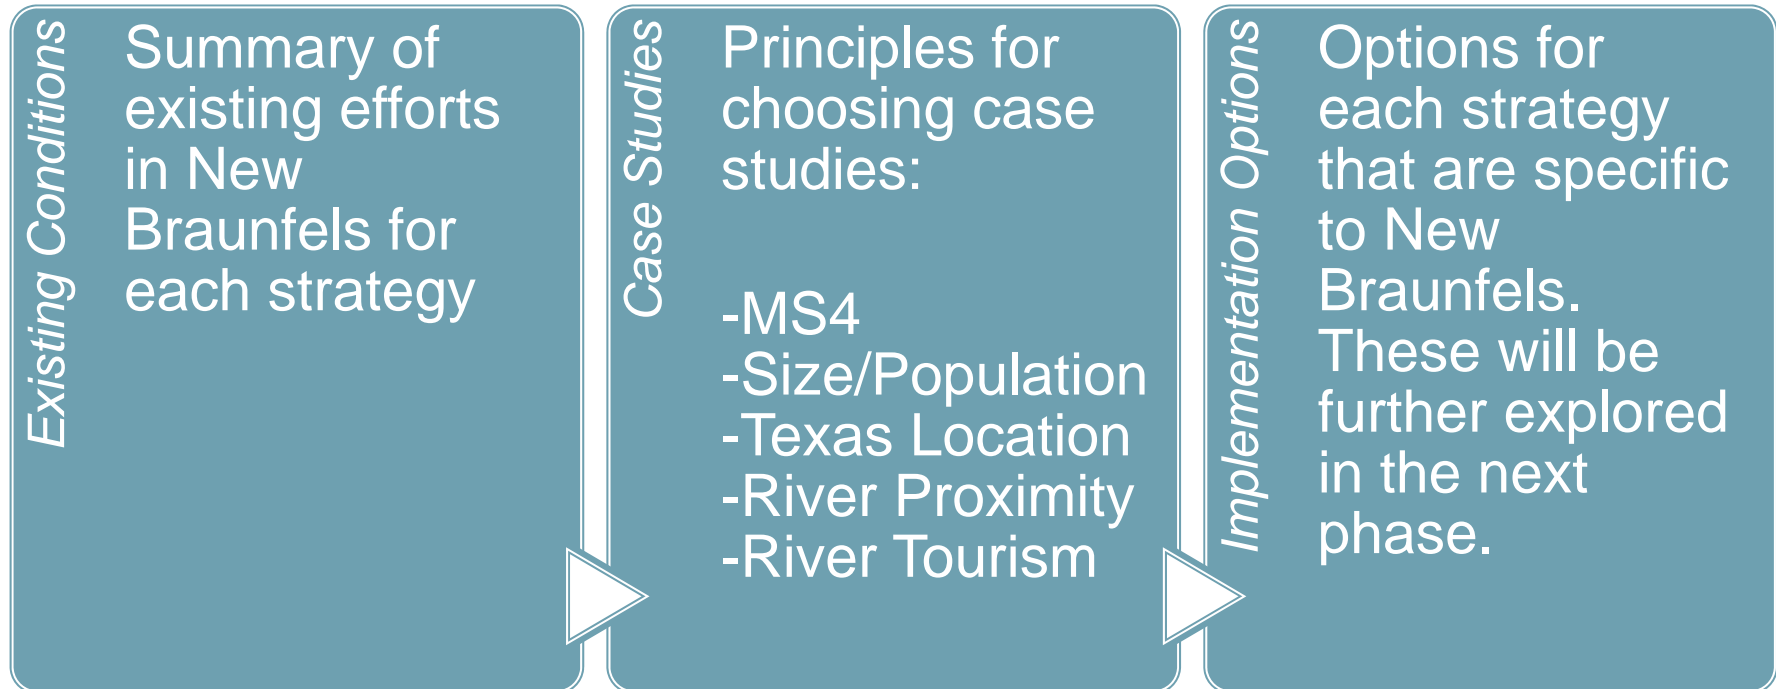 Existing Conditions
Summary of
existing efforts
in New
Braunfels for
each strategy
Case Studies
Principles for
choosing case
studies:
-MS4
-Size/Population
-Texas Location
-River Proximity
-River Tourism
Implementation Options
Options for
each strategy
that are specific
to New
Braunfels.
These will be
further explored
in the next
phase.